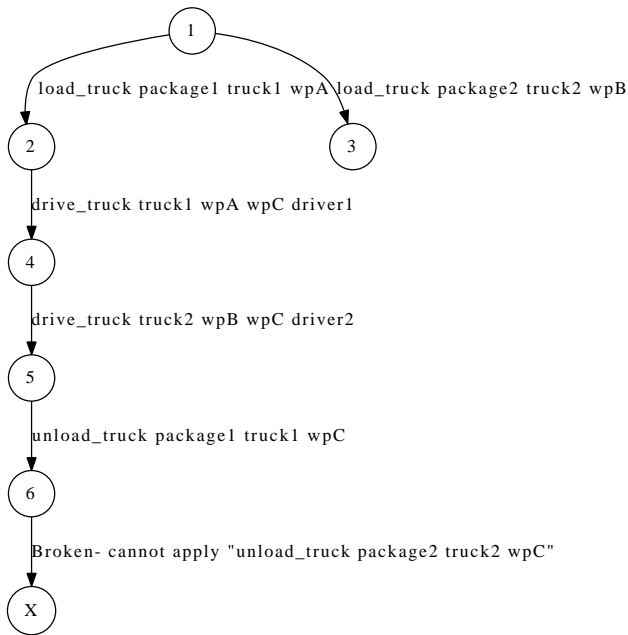 1
load_truck package1 truck1 wpA load_truck package2 truck2 wpB
2
3
drive_truck truck1 wpA wpC driver1
4
drive_truck truck2 wpB wpC driver2
5
unload_truck package1 truck1 wpC
6
Broken- cannot apply "unload_truck package2 truck2 wpC"
X